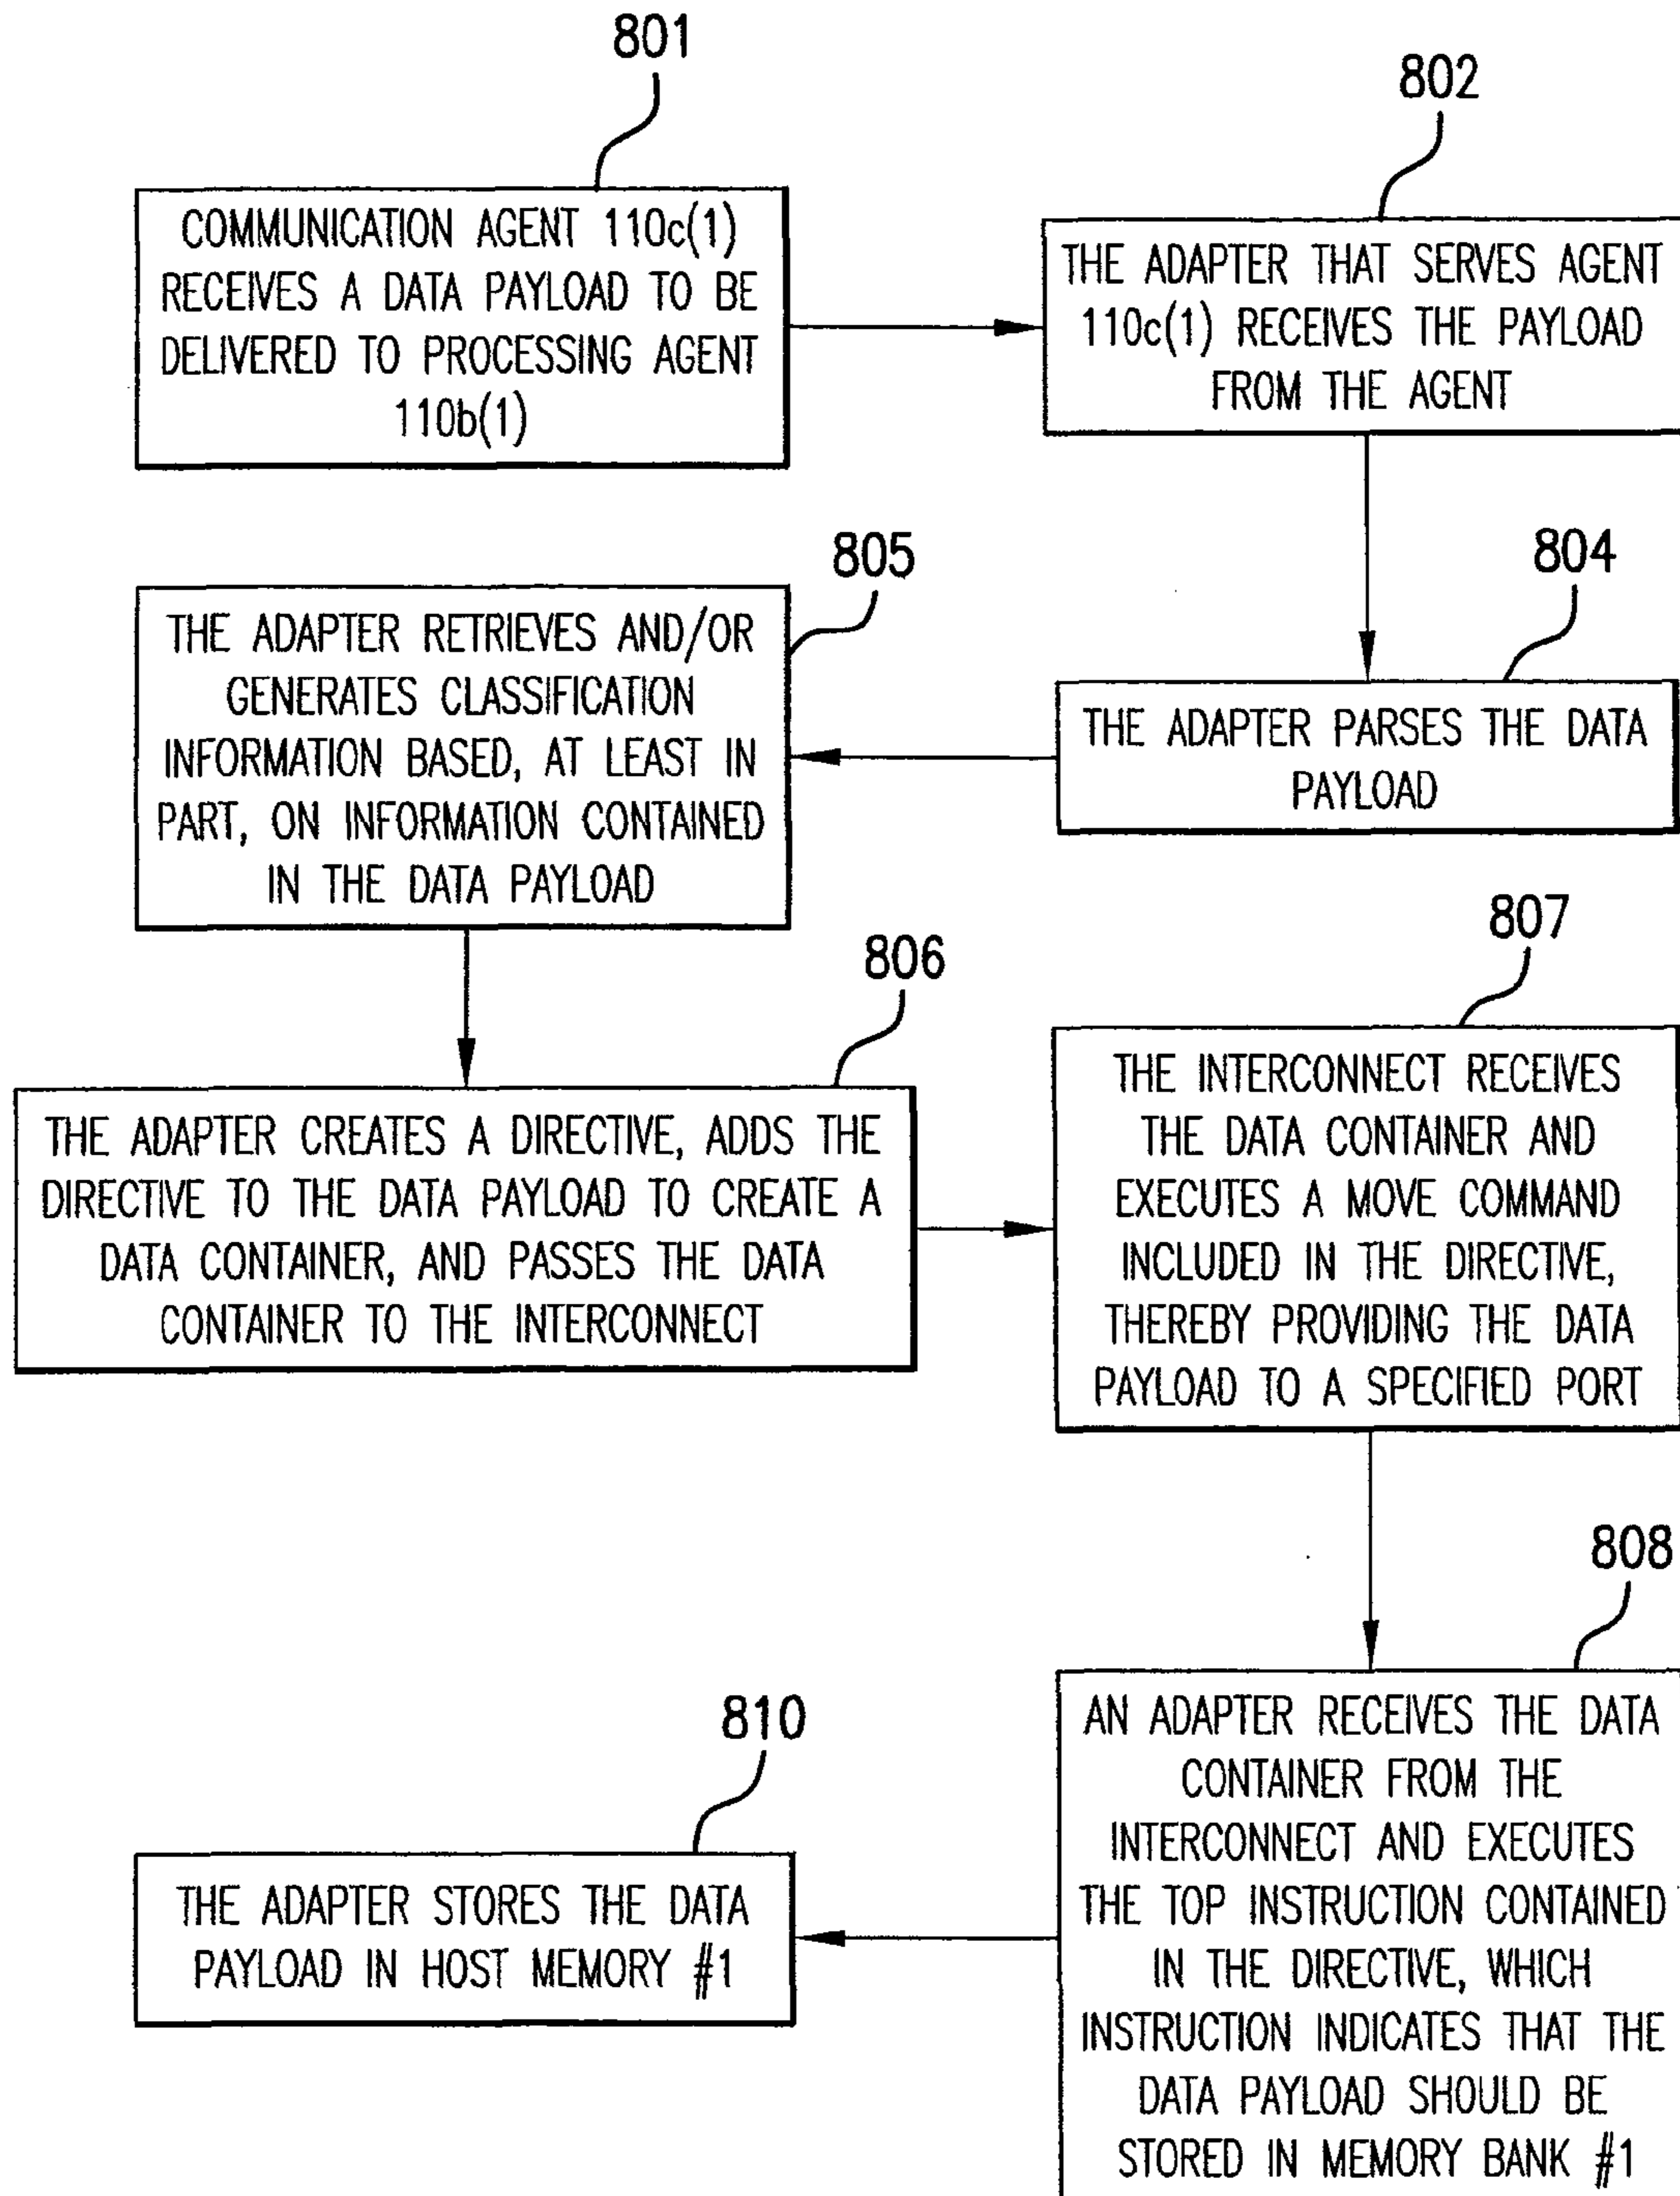 801
COMMUNICATION AGENT 110c(1)
RECEIVES A DATA PAYLOAD TO BE
DELIVERED TO PROCESSING AGENT
110b(1)
802
THE ADAPTER THAT SERVES AGENT
110c(1) RECEIVES THE PAYLOAD
FROM THE AGENT
804
THE ADAPTER PARSES THE DATA
PAYLOAD
805
THE ADAPTER RETRIEVES AND/OR
GENERATES CLASSIFICATION
INFORMATION BASED, AT LEAST IN
PART, ON INFORMATION CONTAINED
IN THE DATA PAYLOAD
806
THE ADAPTER CREATES A DIRECTIVE, ADDS THE
DIRECTIVE TO THE DATA PAYLOAD TO CREATE A
DATA CONTAINER, AND PASSES THE DATA
CONTAINER TO THE INTERCONNECT
807
THE INTERCONNECT RECEIVES
THE DATA CONTAINER AND
EXECUTES A MOVE COMMAND
INCLUDED IN THE DIRECTIVE,
THEREBY PROVIDING THE DATA
PAYLOAD TO A SPECIFIED PORT
808
AN ADAPTER RECEIVES THE DATA
CONTAINER FROM THE
INTERCONNECT AND EXECUTES
THE TOP INSTRUCTION CONTAINED
IN THE DIRECTIVE, WHICH
INSTRUCTION INDICATES THAT THE
DATA PAYLOAD SHOULD BE
STORED IN MEMORY BANK #1
810
THE ADAPTER STORES THE DATA
PAYLOAD IN HOST MEMORY #1